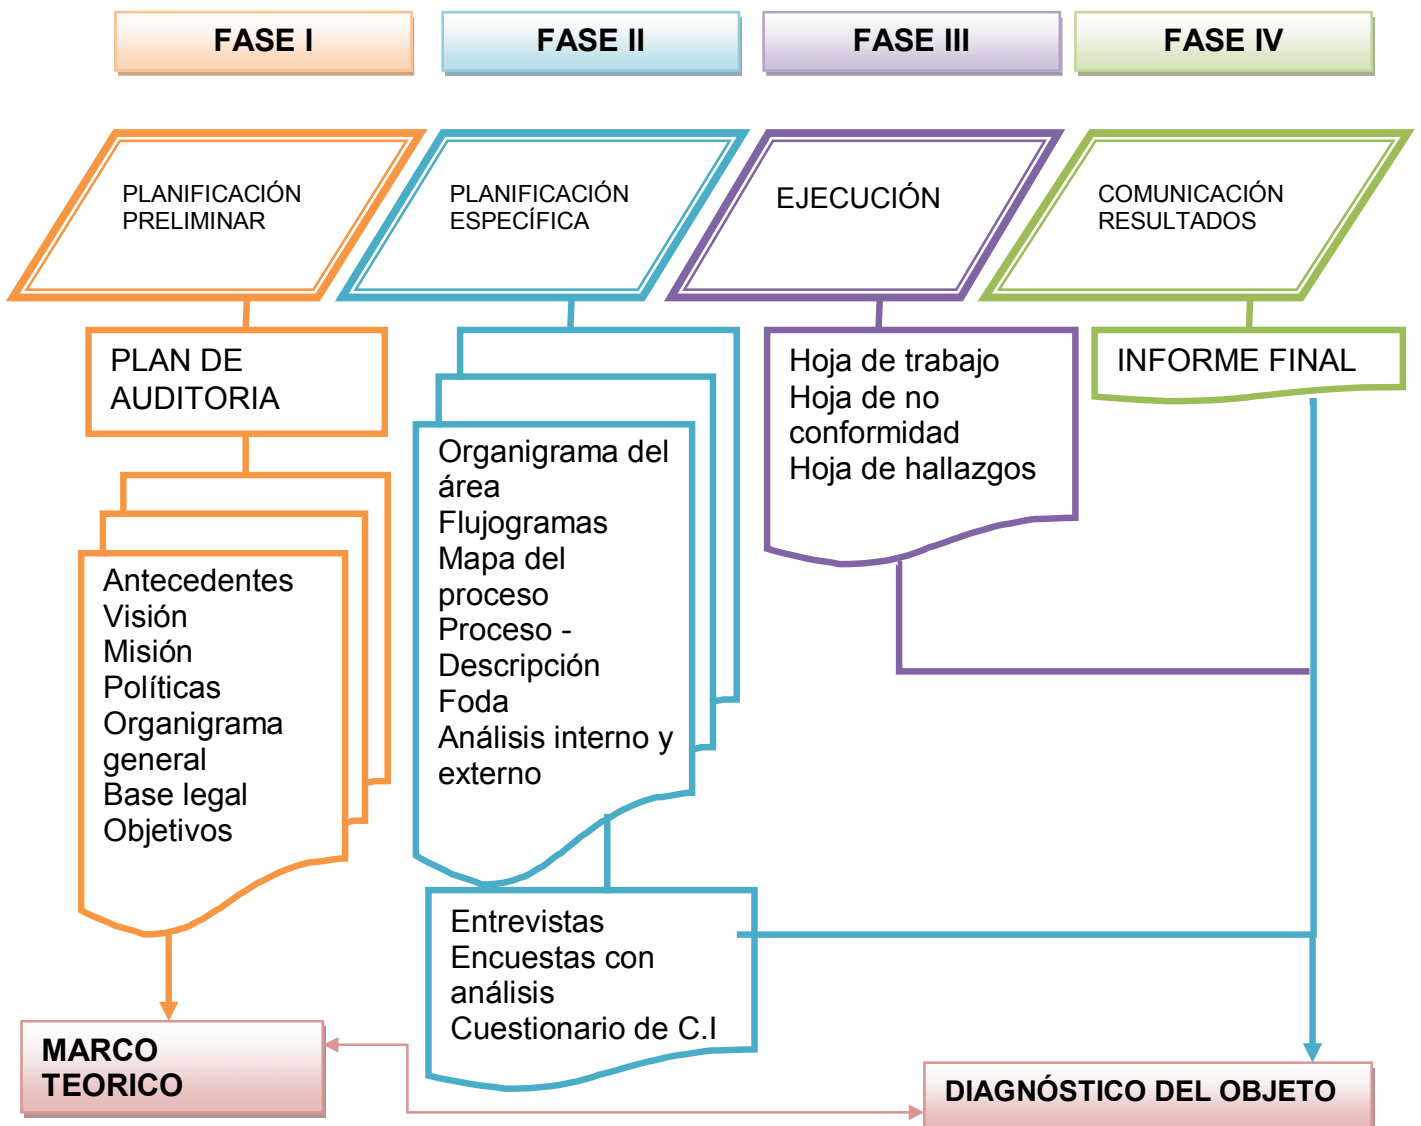 FASE I
FASE II
FASE III
FASE IV
PLANIFICACIÓN
PRELIMINAR
PLANIFICACIÓN
ESPECÍFICA
EJECUCIÓN
COMUNICACIÓN
RESULTADOS
PLAN DE
AUDITORIA
Antecedentes
Visión
Misión
Políticas
Organigrama
general
Base legal
Objetivos
Organigrama del
área
Flujogramas
Mapa del
proceso
Proceso -
Descripción
Foda
Análisis interno y
externo
Entrevistas
Encuestas con
análisis
Cuestionario de C.I
Hoja de trabajo
Hoja de no
conformidad
Hoja de hallazgos
INFORME FINAL
MARCO
TEORICO
DIAGNÓSTICO DEL OBJETO